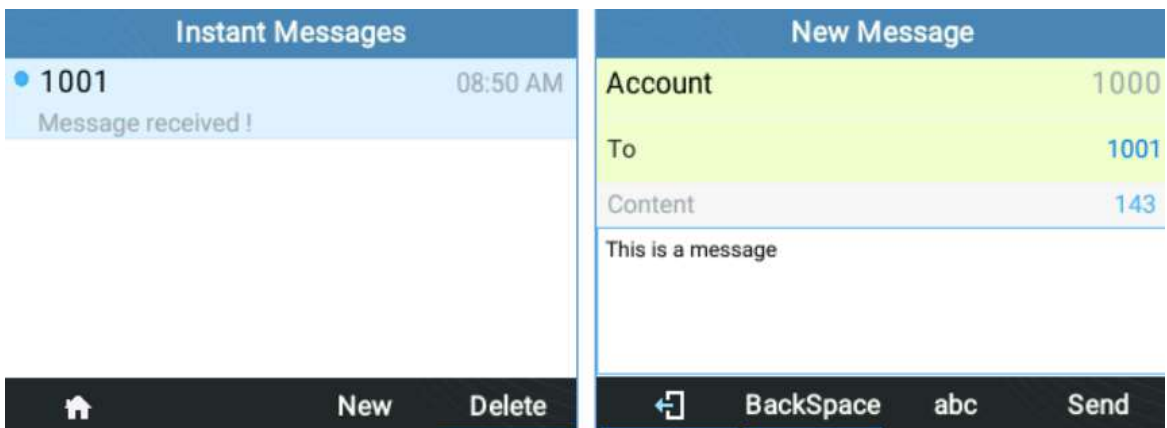 Instant Messages
1001 08:50 AM
Message received !
New Delete
New Message
Account 1000
To 1001
Content 143
This is a message
BackSpace abc Send